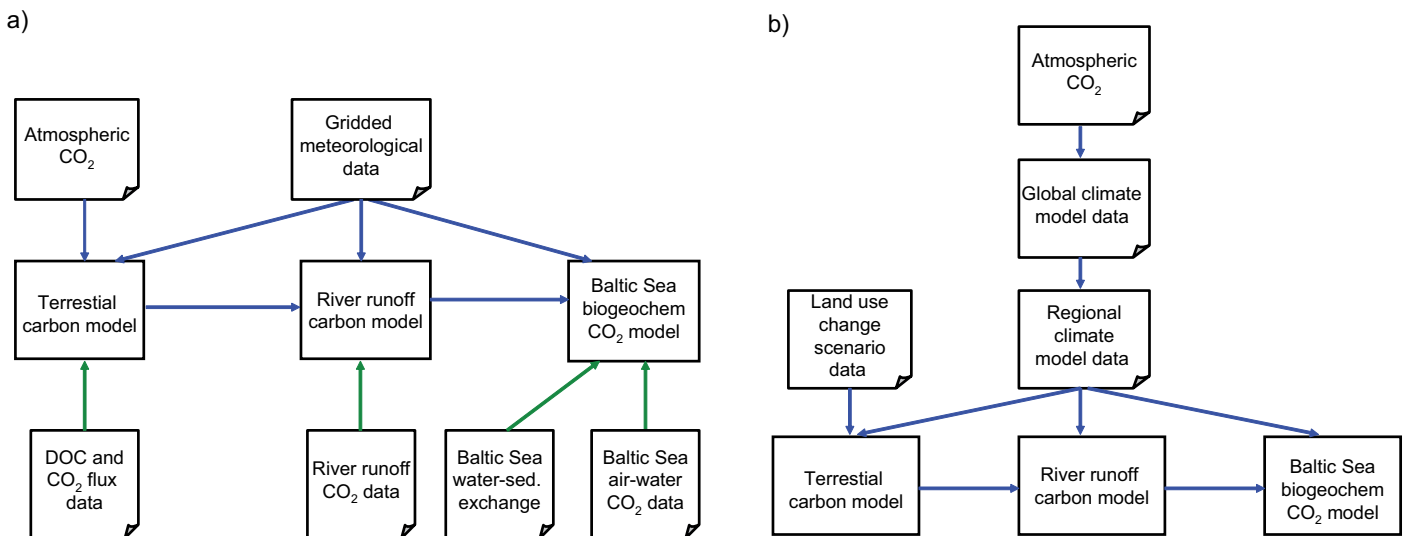 a)
Atmospheric
CO₂
Gridded
meteorological
data
Terrestial
carbon model
River runoff
carbon model
Baltic Sea
biogeochem
CO₂ model
DOC and
CO₂ flux
data
River runoff
CO₂ data
Baltic Sea
water-sed.
exchange
Baltic Sea
air-water
CO₂ data
b)
Atmospheric
CO₂
Global climate
model data
Land use
change
scenario
data
Regional
climate
model data
Terrestial
carbon model
River runoff
carbon model
Baltic Sea
biogeochem
CO₂ model